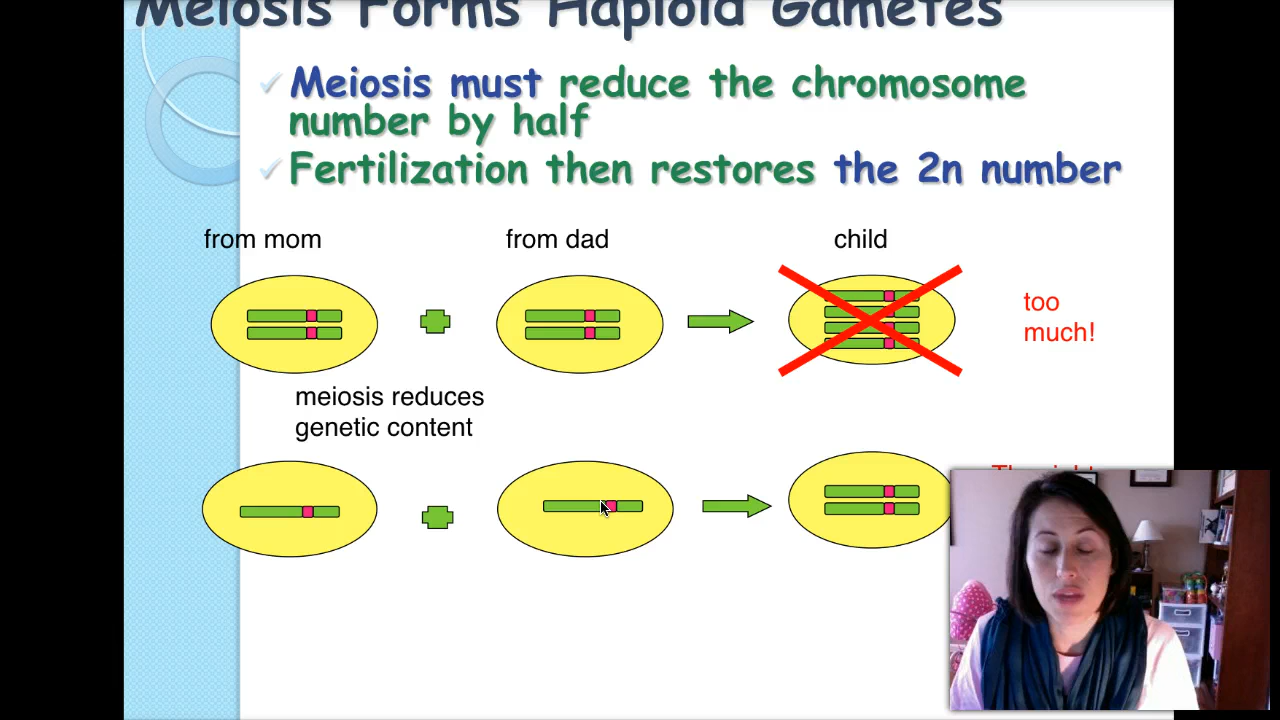 Meiosis Forms Haploid Gametes
Meiosis must reduce the chromosome
number by half
Fertilization then restores the 2n number
from mom from dad child
too
much!
meiosis reduces
genetic content